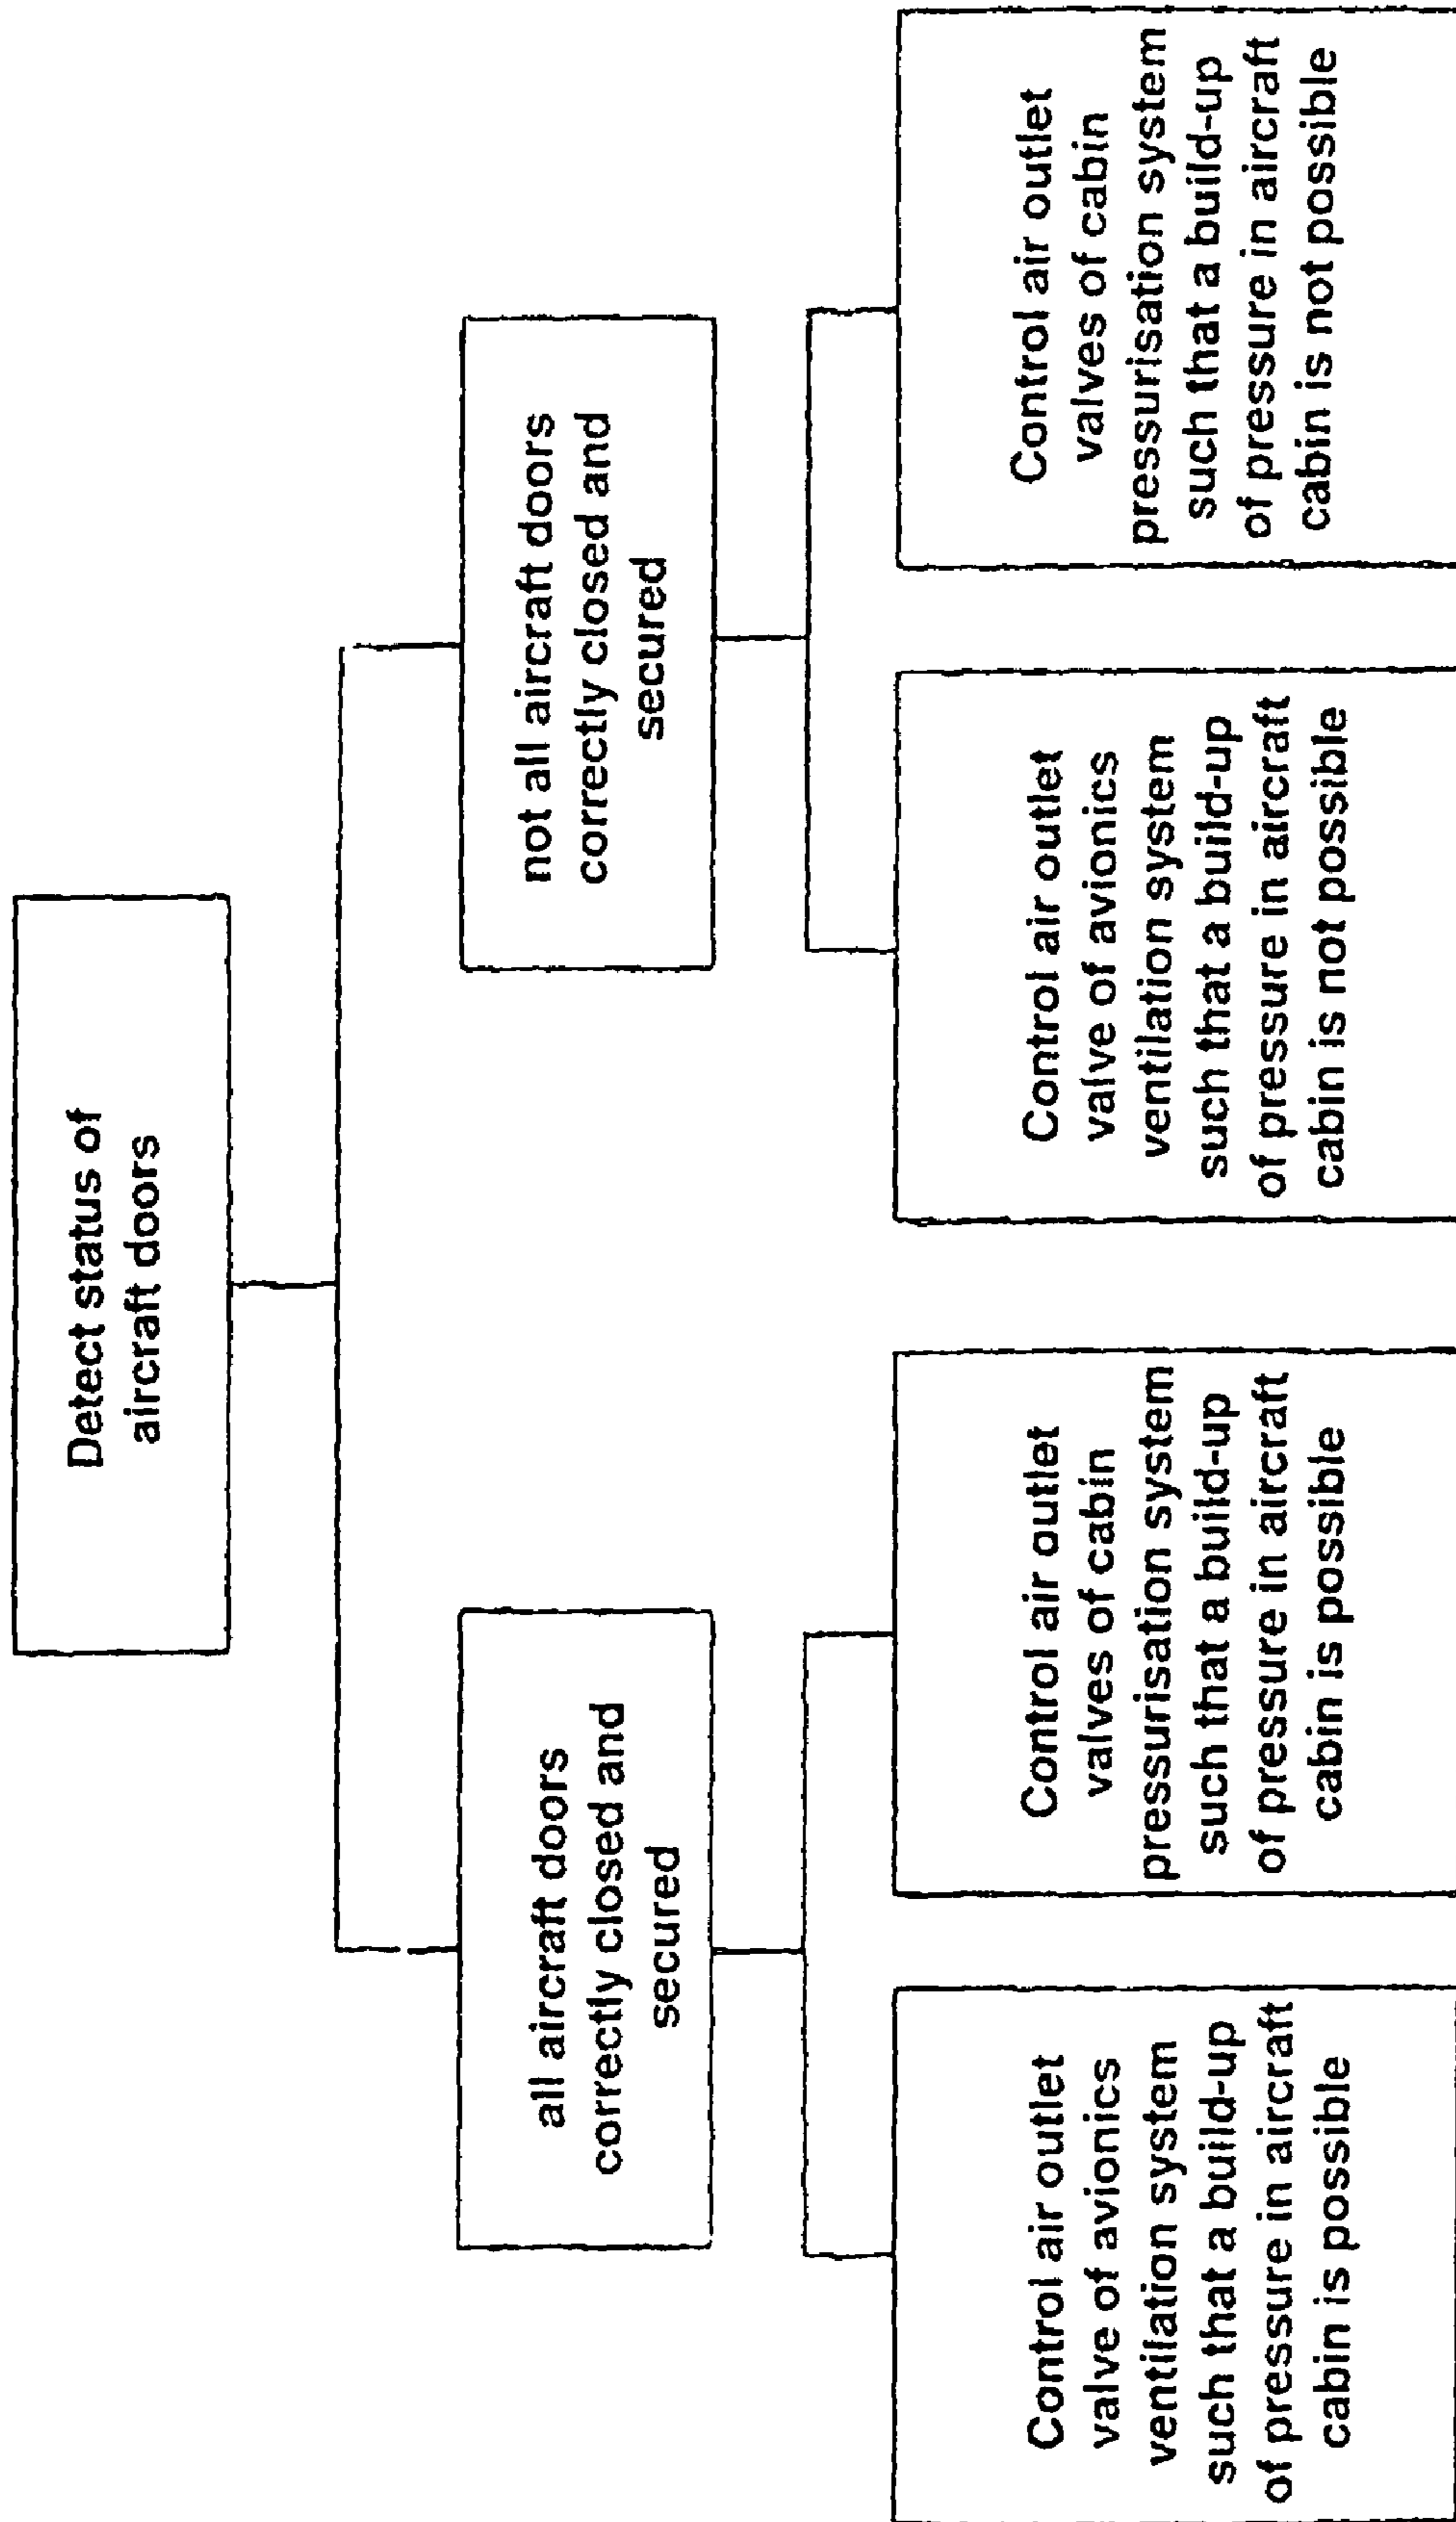 Detect status of
aircraft doors
all aircraft doors
correctly closed and
secured
not all aircraft doors
correctly closed and
secured
Control air outlet
valve of avionics
ventilation system
such that a build-up
of pressure in aircraft
cabin is possible
Control air outlet
valves of cabin
pressurisation system
such that a build-up
of pressure in aircraft
cabin is possible
Control air outlet
valve of avionics
ventilation system
such that a build-up
of pressure in aircraft
cabin is not possible
Control air outlet
valves of cabin
pressurisation system
such that a build-up
of pressure in aircraft
cabin is not possible